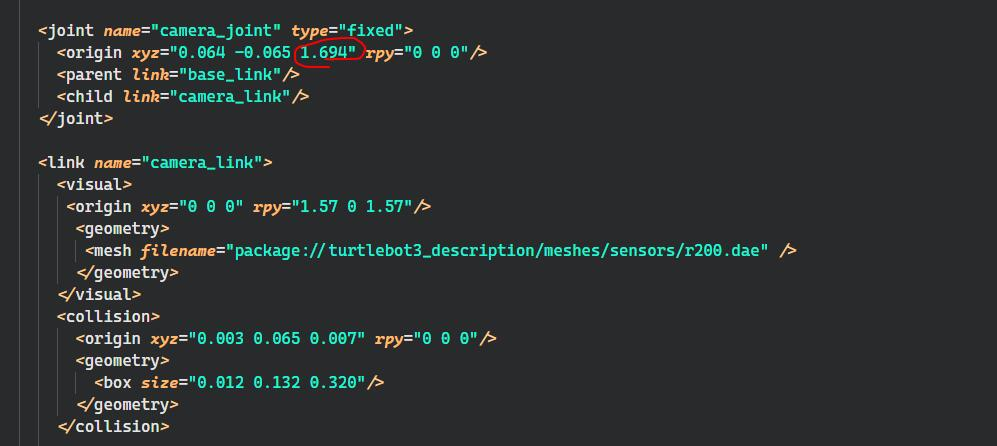 <joint name="camera_joint" type="fixed">
<origin xyz="0.064 -0.065 1.694" rpy="0 0 0"/>
<parent link="base_link"/>
<child link="camera_link"/>
</joint>
<link name="camera_link">
<visual>
<origin xyz="0 0 0" rpy="1.57 0 1.57"/>
<geometry>
<mesh filename="package://turtlebot3_description/meshes/sensors/r200.dae" />
</geometry>
</visual>
<collision>
<origin xyz="0.003 0.065 0.007" rpy="0 0 0"/>
<geometry>
<box size="0.012 0.132 0.320"/>
</geometry>
</collision>